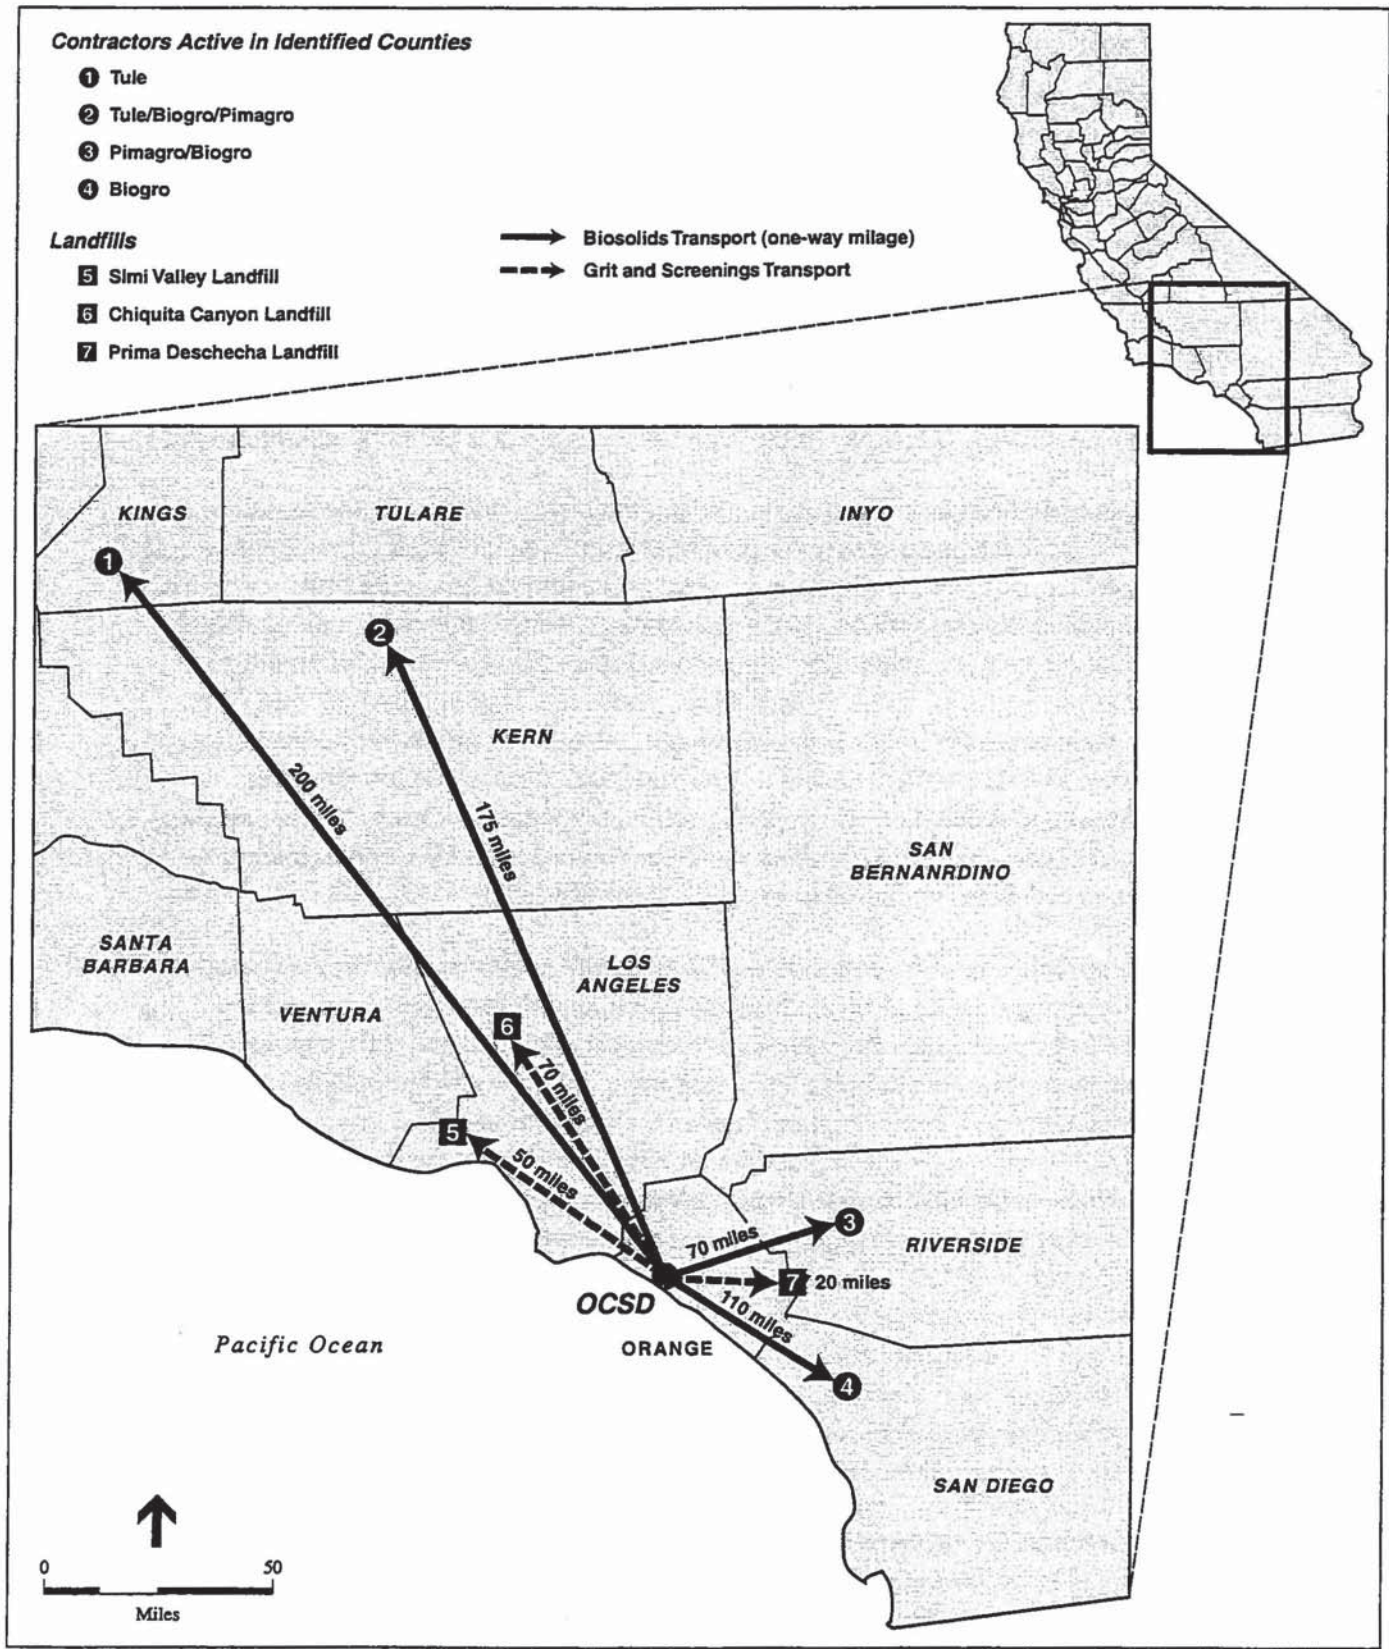 Contractors Active in Identified Counties
1 Tule
2 Tule/Biogro/Pimagro
3 Pimagro/Biogro
4 Biogro
Landfills
5 Simi Valley Landfill
6 Chiquita Canyon Landfill
7 Prima Deschecha Landfill
Biosolids Transport (one-way milage)
Grit and Screenings Transport
KINGS
TULARE
INYO
1
2
KERN
200 miles
175 miles
SAN
BERNANRDINO
SANTA
BARBARA
LOS
ANGELES
VENTURA
6
70 miles
5
50 miles
3
70 miles
RIVERSIDE
7
20 miles
OCSD
110 miles
ORANGE
Pacific Ocean
4
SAN DIEGO
0
50
Miles